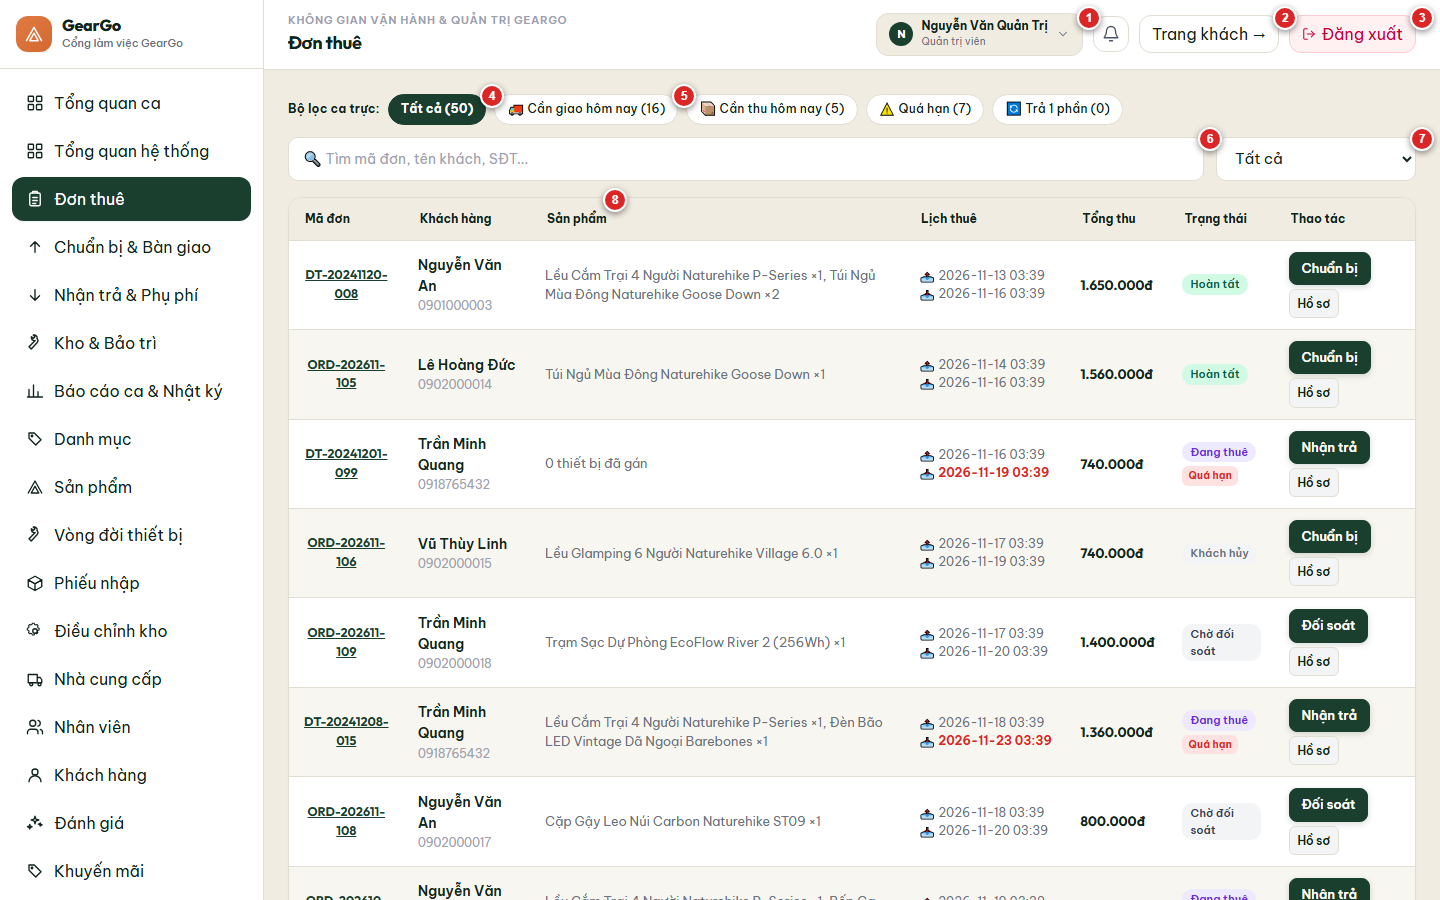 GearGo
Cổng làm việc GearGo
Tổng quan ca
Tổng quan hệ thống
Đơn thuê
Chuẩn bị & Bàn giao
Nhận trả & Phụ phí
Kho & Bảo trì
Báo cáo ca & Nhật ký
Danh mục
Sản phẩm
Vòng đời thiết bị
Phiếu nhập
Điều chỉnh kho
Nhà cung cấp
Nhân viên
Khách hàng
Đánh giá
Khuyến mãi
KHÔNG GIAN VẬN HÀNH & QUẢN TRỊ GEARGO
Đơn thuê
N
Nguyễn Văn Quản Trị
Quản trị viên
1
Trang khách →
2
Đăng xuất
3
Bộ lọc ca trực:
Tất cả (50)
4
Cần giao hôm nay (16)
5
Cần thu hôm nay (5)
Quá hạn (7)
Trả 1 phần (0)
Tìm mã đơn, tên khách, SĐT...
6
Tất cả
7
8
Mã đơn Khách hàng Sản phẩm Lịch thuê Tổng thu Trạng thái Thao tác
DT-20241120-
008
Nguyễn Văn
An
0901000003
Lều Cắm Trại 4 Người Naturehike P-Series ×1, Túi Ngủ
Mùa Đông Naturehike Goose Down ×2
2026-11-13 03:39
2026-11-16 03:39
1.650.000đ
Hoàn tất
Chuẩn bị
Hồ sơ
ORD-202611-
105
Lê Hoàng Đức
0902000014
Túi Ngủ Mùa Đông Naturehike Goose Down ×1
2026-11-14 03:39
2026-11-16 03:39
1.560.000đ
Hoàn tất
Chuẩn bị
Hồ sơ
DT-20241201-
099
Trần Minh
Quang
0918765432
0 thiết bị đã gán
2026-11-16 03:39
2026-11-19 03:39
740.000đ
Đang thuê
Quá hạn
Nhận trả
Hồ sơ
ORD-202611-
106
Vũ Thùy Linh
0902000015
Lều Glamping 6 Người Naturehike Village 6.0 ×1
2026-11-17 03:39
2026-11-19 03:39
740.000đ
Khách hủy
Chuẩn bị
Hồ sơ
ORD-202611-
109
Trần Minh
Quang
0902000018
Trạm Sạc Dự Phòng EcoFlow River 2 (256Wh) ×1
2026-11-17 03:39
2026-11-20 03:39
1.400.000đ
Chờ đối
soát
Đối soát
Hồ sơ
DT-20241208-
015
Trần Minh
Quang
0918765432
Lều Cắm Trại 4 Người Naturehike P-Series ×1, Đèn Bão
LED Vintage Dã Ngoại Barebones ×1
2026-11-18 03:39
2026-11-23 03:39
1.360.000đ
Đang thuê
Quá hạn
Nhận trả
Hồ sơ
ORD-202611-
108
Nguyễn Văn
An
0902000017
Cặp Gậy Leo Núi Carbon Naturehike ST09 ×1
2026-11-18 03:39
2026-11-20 03:39
800.000đ
Chờ đối
soát
Đối soát
Hồ sơ
Nguyễn Văn
Nhận trả